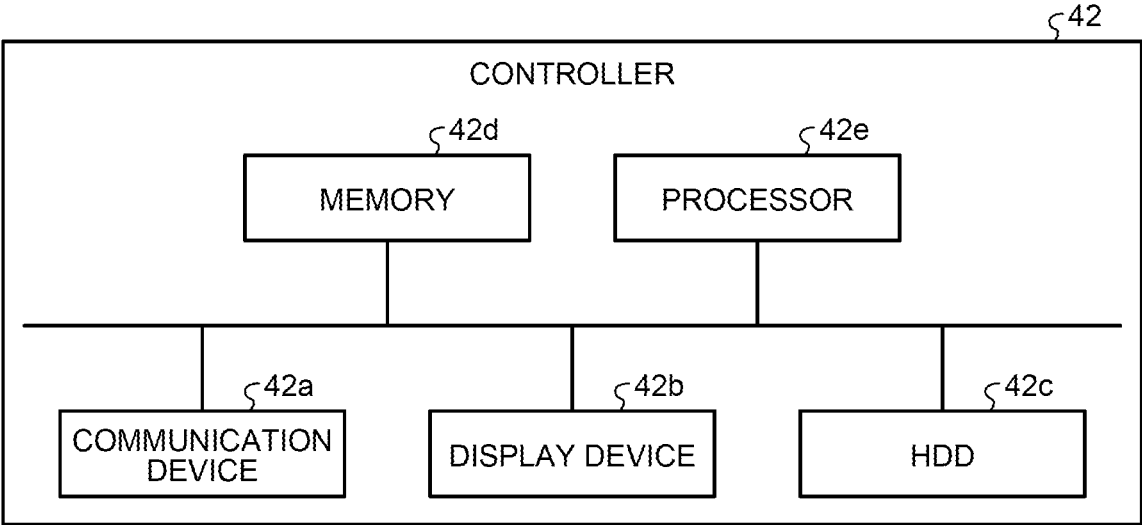 42
CONTROLLER
42d
MEMORY
42e
PROCESSOR
42a
COMMUNICATION
DEVICE
42b
DISPLAY DEVICE
42c
HDD